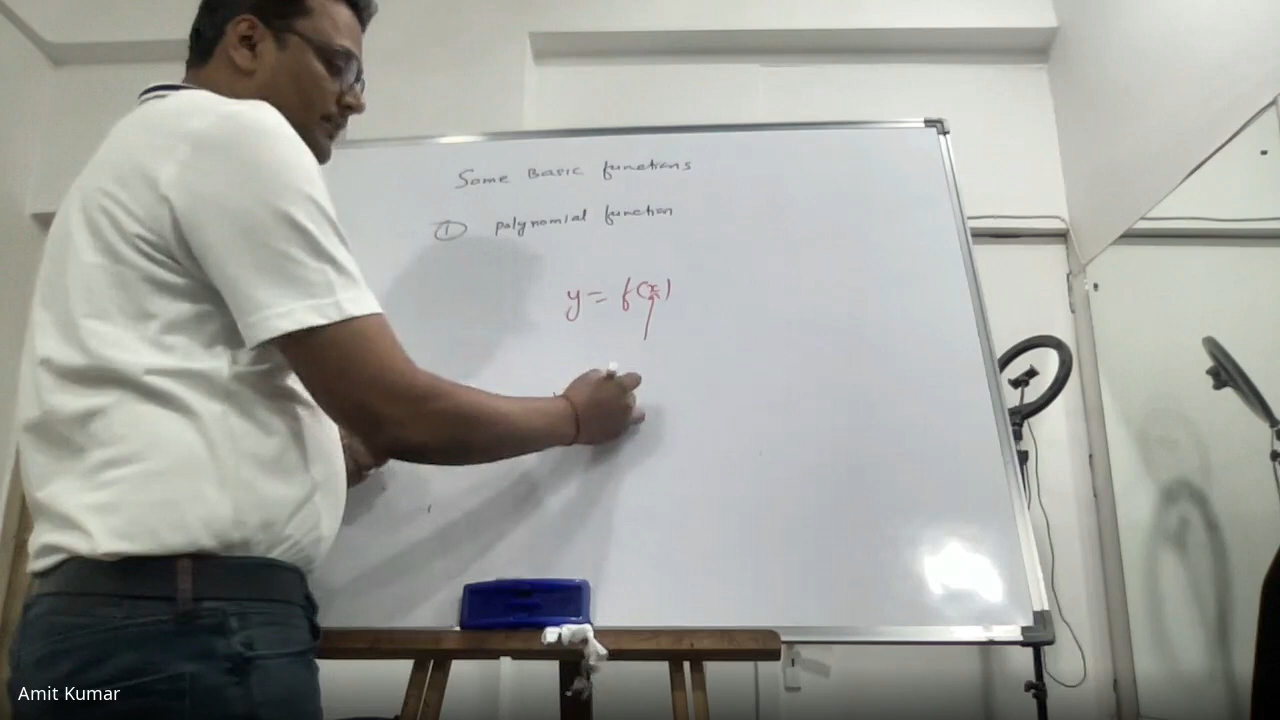 Some Basic functions
① polynomial function
y = f(x)
Amit Kumar